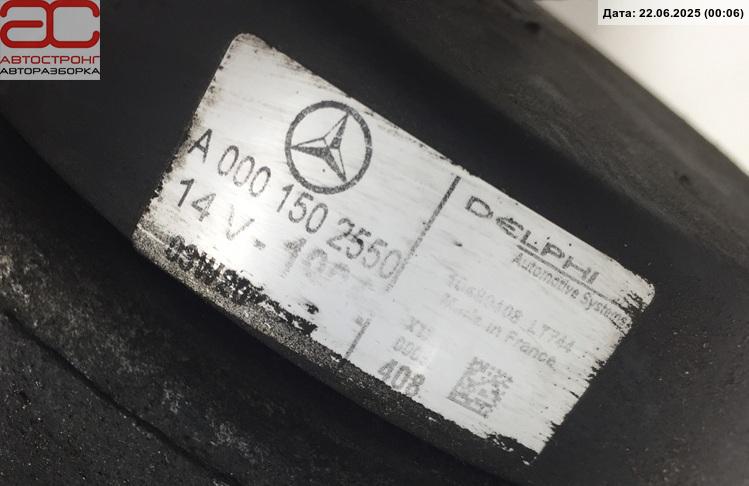 АС
АВТОСТРОНГ
АВТОРАЗБОРКА
Дата: 22.06.2025 (00:06)
A 000 150 2550
14 V -
DELPHI
Automotive Systems
Made in France
408